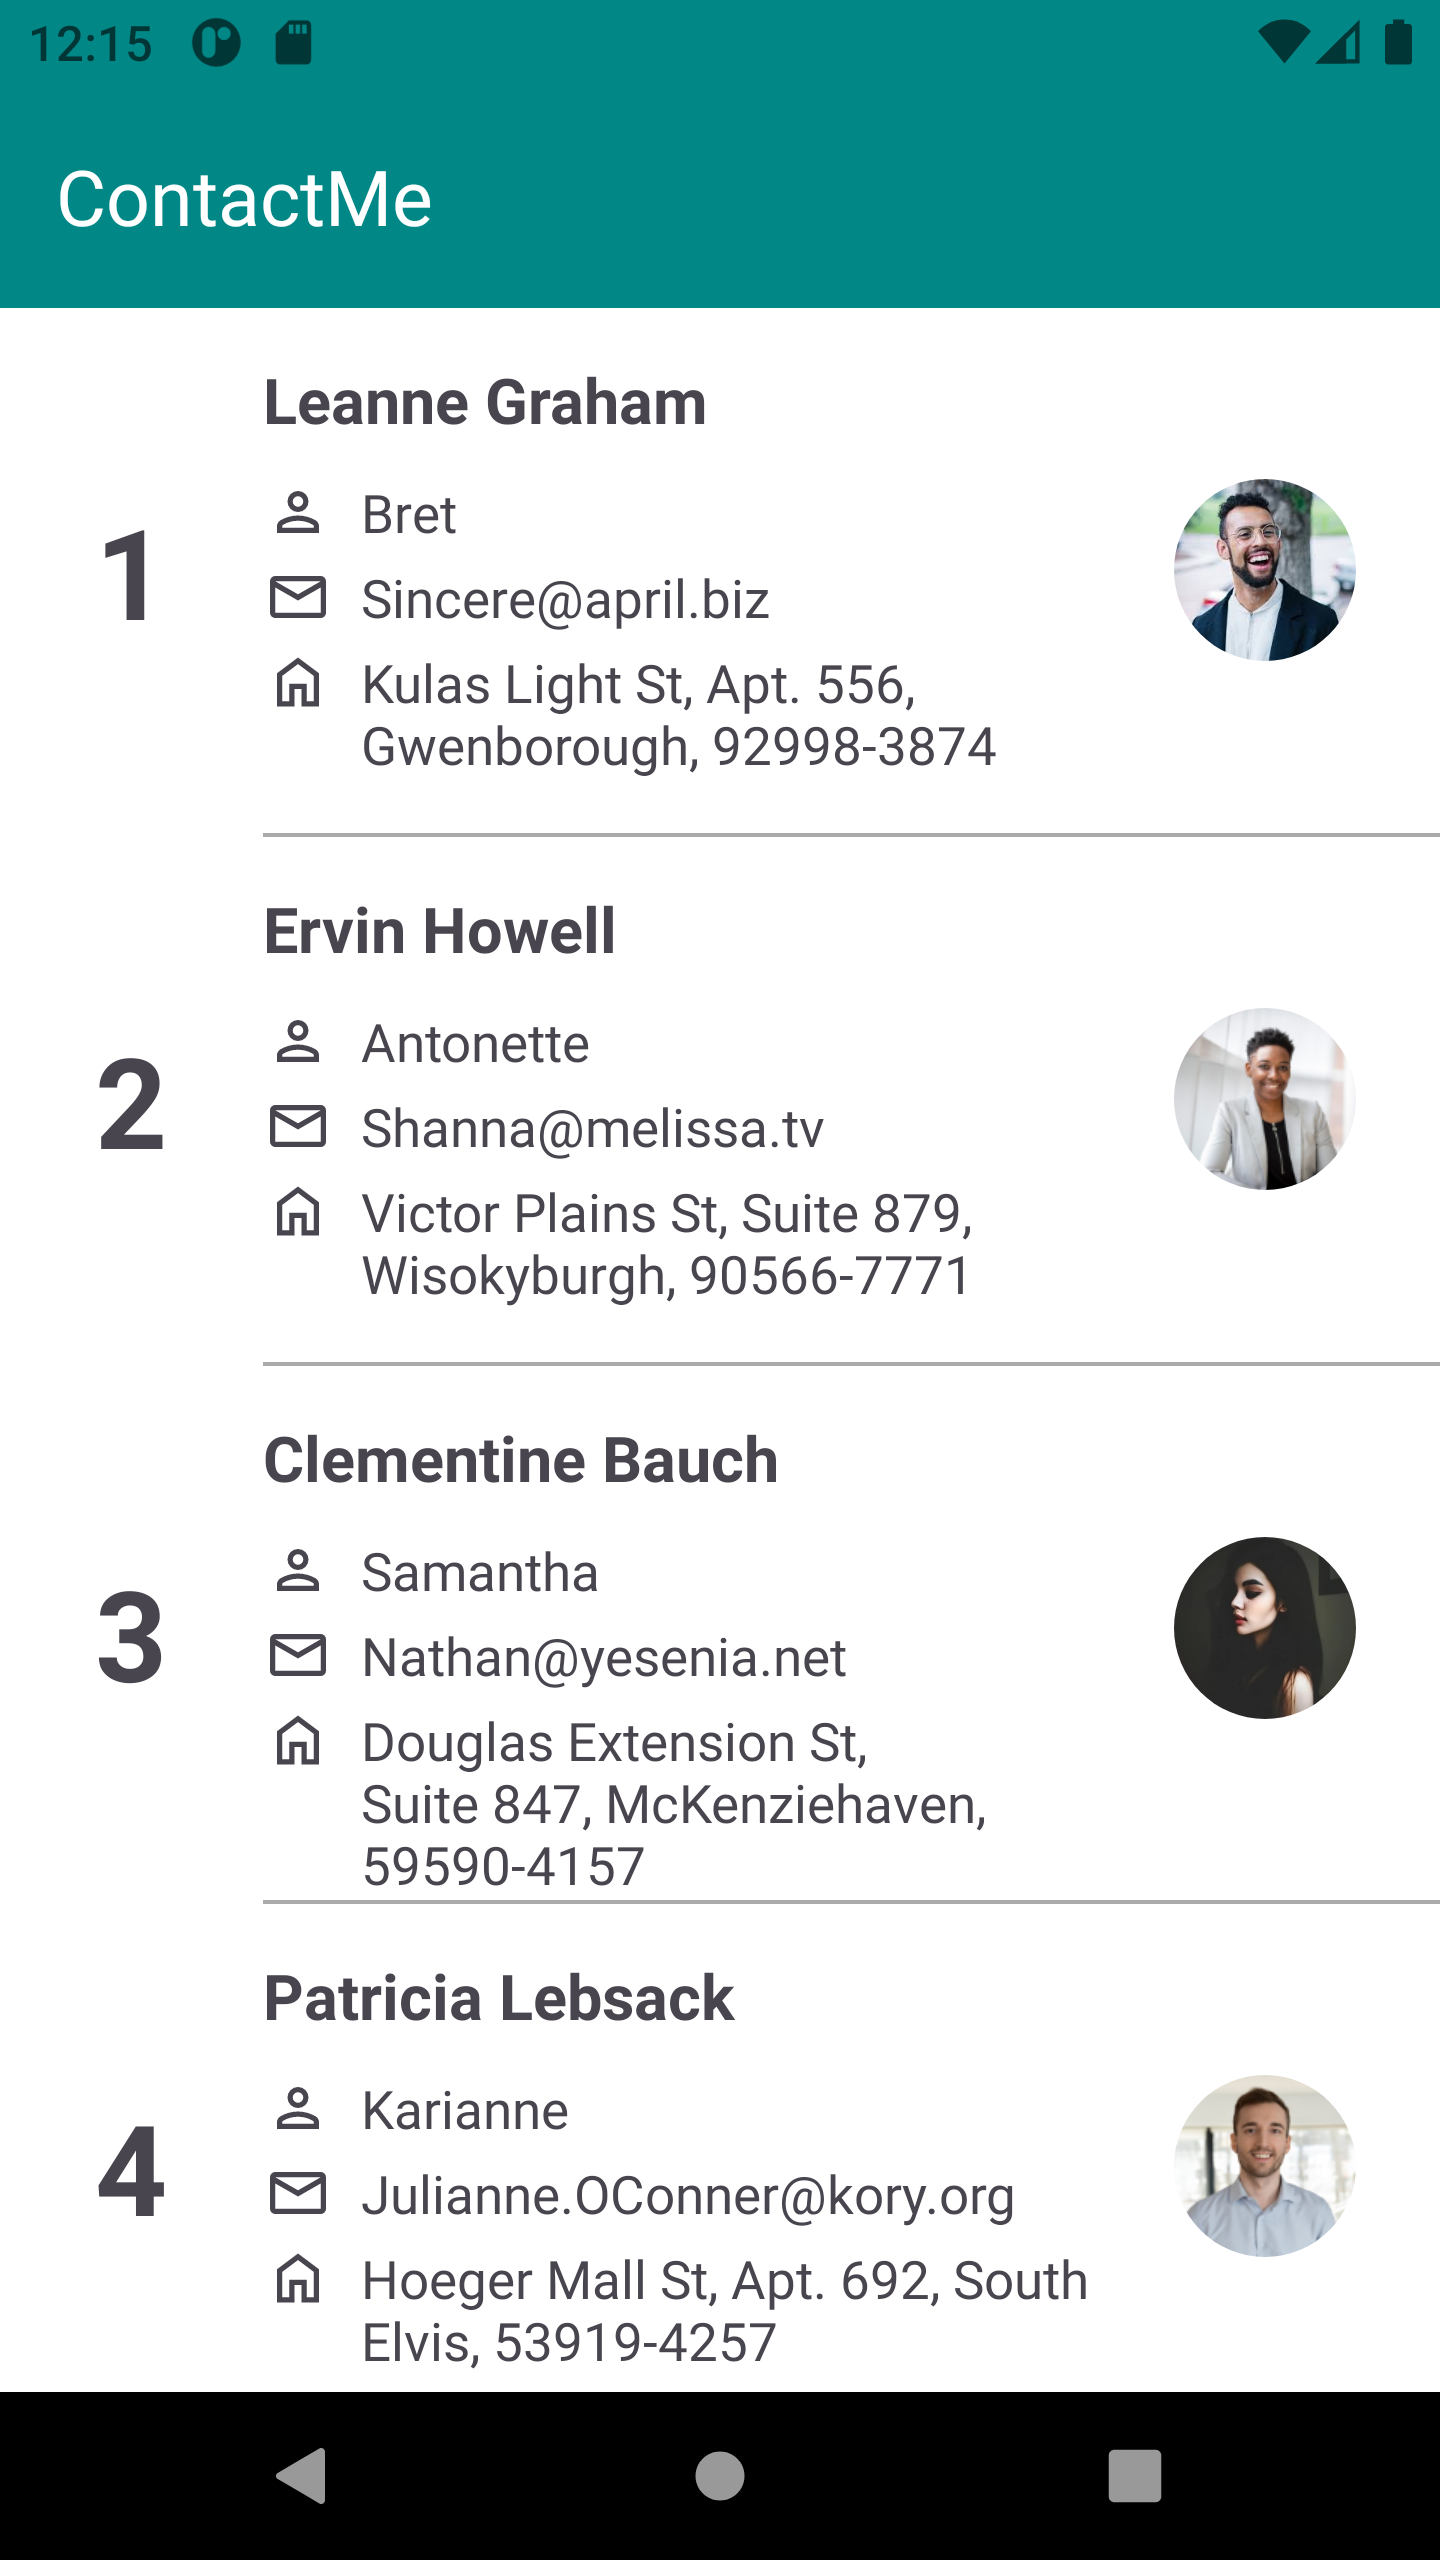 12:15
ContactMe
1
Leanne Graham
Bret
Sincere@april.biz
Kulas Light St, Apt. 556,
Gwenborough, 92998-3874
2
Ervin Howell
Antonette
Shanna@melissa.tv
Victor Plains St, Suite 879,
Wisokyburgh, 90566-7771
3
Clementine Bauch
Samantha
Nathan@yesenia.net
Douglas Extension St,
Suite 847, McKenziehaven,
59590-4157
4
Patricia Lebsack
Karianne
Julianne.OConner@kory.org
Hoeger Mall St, Apt. 692, South
Elvis, 53919-4257